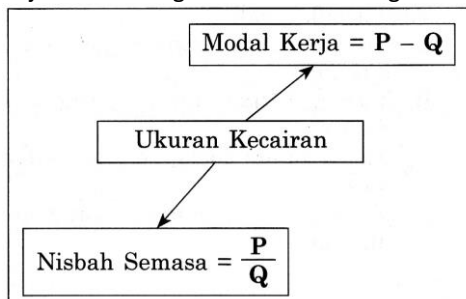 Modal Kerja = P – Q
Ukuran Kecairan
Nisbah Semasa = P/Q